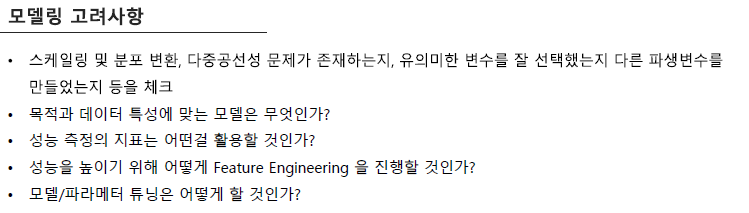 모델링 고려사항
• 스케일링 및 분포 변환, 다중공선성 문제가 존재하는지, 유의미한 변수를 잘 선택했는지 다른 파생변수를
만들었는지 등을 체크
• 목적과 데이터 특성에 맞는 모델은 무엇인가?
• 성능 측정의 지표는 어떤걸 활용할 것인가?
• 성능을 높이기 위해 어떻게 Feature Engineering 을 진행할 것인가?
• 모델/파라메터 튜닝은 어떻게 할 것인가?